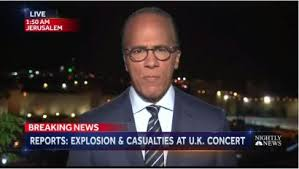 LIVE
1:50 AM
JERUSALEM
BREAKING NEWS
REPORTS: EXPLOSION & CASUALTIES AT U.K. CONCERT
NIGHTLY
NEWS